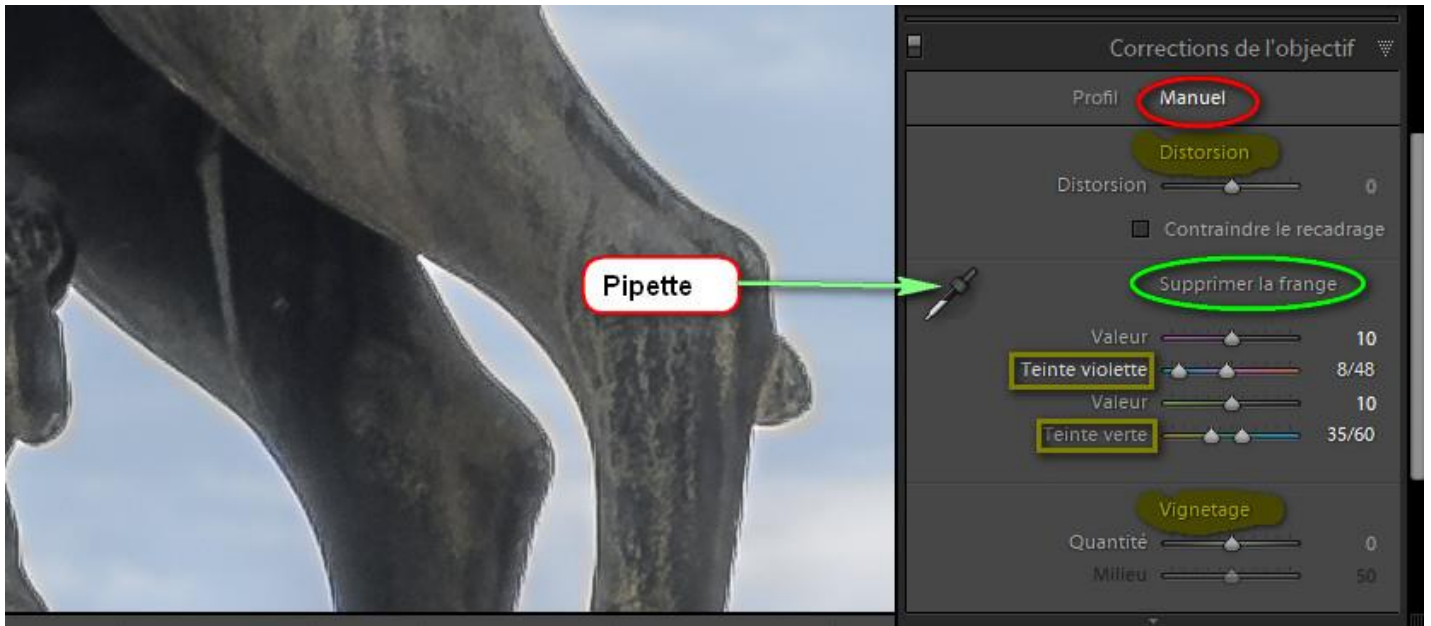 Corrections de l'objectif
Profil Manuel
Distorsion
Distorsion 0
Contraindre le recadrage
Pipette
Supprimer la frange
Valeur 10
Teinte violette 8/48
Valeur 10
Teinte verte 35/60
Vignetage
Quantité 0
Milieu 50